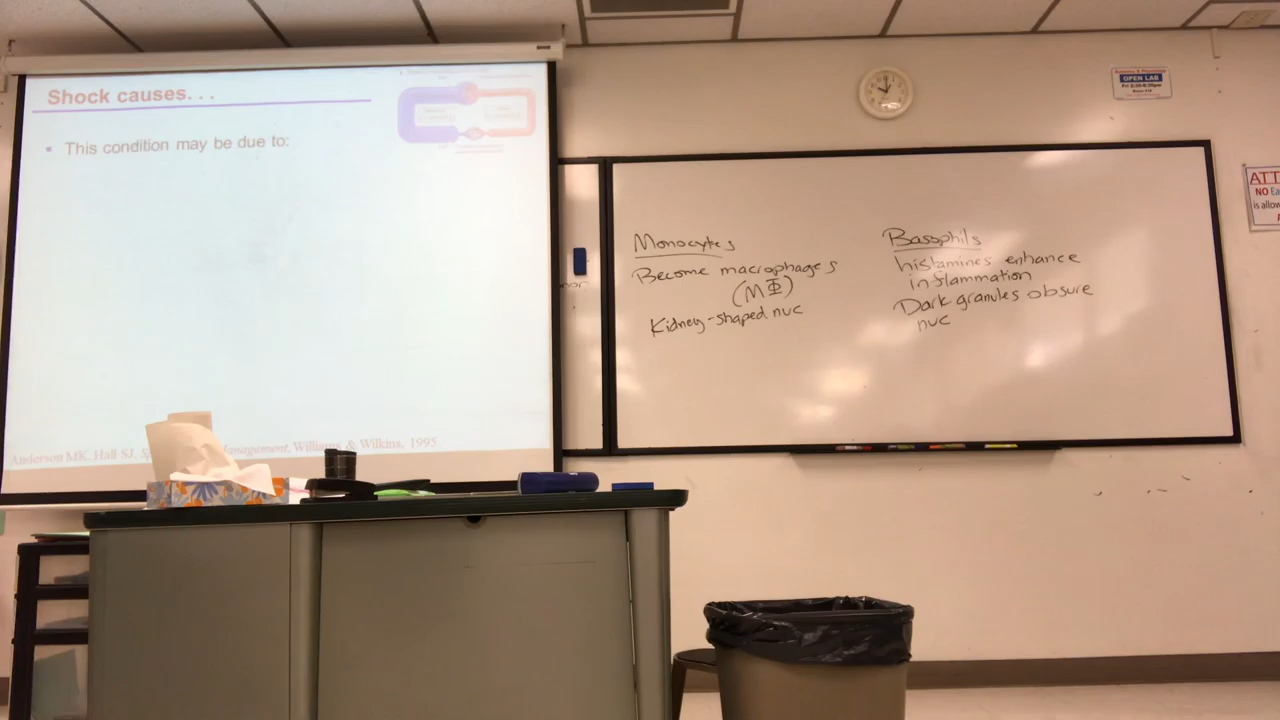 Shock causes. . .
• This condition may be due to:
Anderson MK. Hall SJ, Management, Williams & Wilkins, 1995
Monocytes
Become macrophages
(MΦ)
Kidney-shaped nuc
Basophils
histamines enhance
inflammation
Dark granules obsure
nuc
OPEN LAB
ATT
NO Ea
is allow